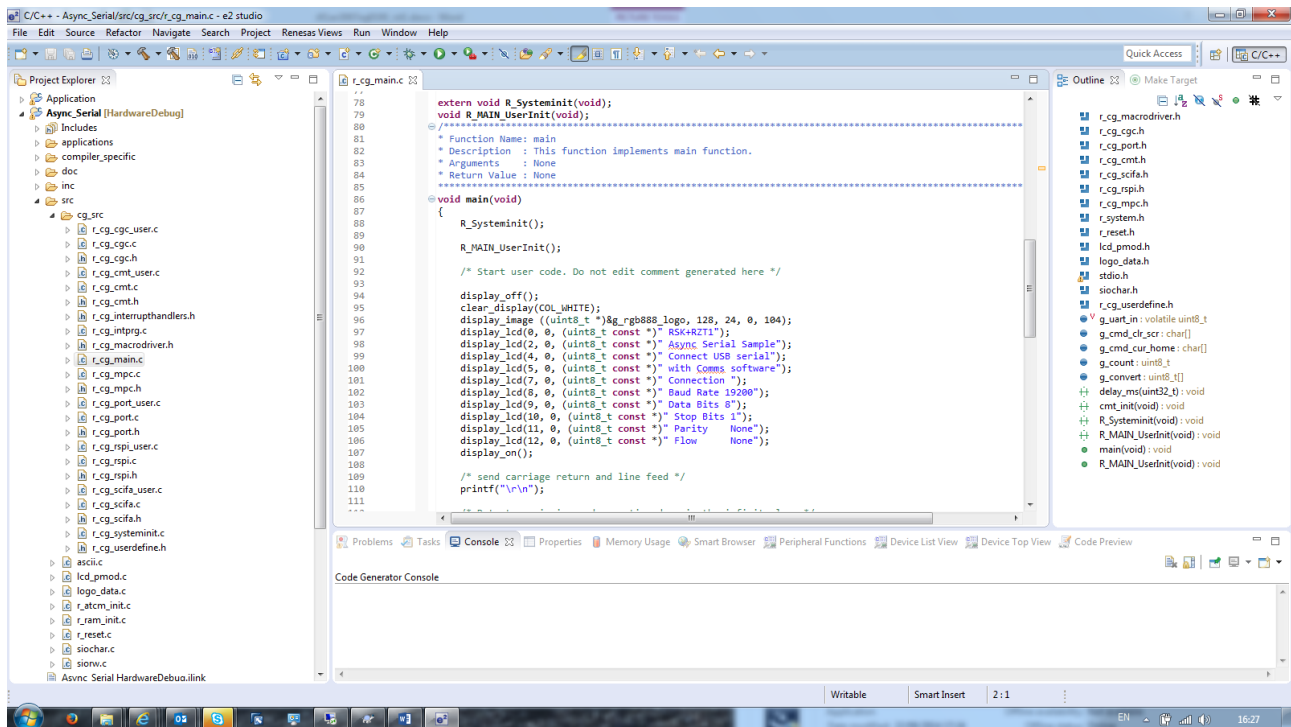 C/C++ - Async_Serial/src/cg_src/r_cg_main.c - e2 studio
File Edit Source Refactor Navigate Search Project Renesas Views Run Window Help
Quick Access
C/C++
Project Explorer
Application
Async_Serial [HardwareDebug]
Includes
applications
compiler_specific
doc
inc
src
cg_src
r_cg_cgc_user.c
r_cg_cgc.c
r_cg_cgc.h
r_cg_cmt_user.c
r_cg_cmt.c
r_cg_cmt.h
r_cg_interrupthandlers.h
r_cg_intprg.c
r_cg_macrodriver.h
r_cg_main.c
r_cg_mpc.c
r_cg_mpc.h
r_cg_port_user.c
r_cg_port.c
r_cg_port.h
r_cg_rspi_user.c
r_cg_rspi.c
r_cg_rspi.h
r_cg_scifa_user.c
r_cg_scifa.c
r_cg_scifa.h
r_cg_systeminit.c
r_cg_userdefine.h
ascii.c
lcd_pmod.c
logo_data.c
r_atcm_init.c
r_ram_init.c
r_reset.c
siochar.c
siorw.c
Async_Serial HardwareDebug.jlink
r_cg_main.c
78 extern void R_Systeminit(void);
79 void R_MAIN_UserInit(void);
80 /***********************************************************************************************************************
81 * Function Name: main
82 * Description : This function implements main function.
83 * Arguments : None
84 * Return Value : None
85 ***********************************************************************************************************************
86 void main(void)
87 {
88 R_Systeminit();
89
90 R_MAIN_UserInit();
91
92 /* Start user code. Do not edit comment generated here */
93
94 display_off();
95 clear_display(COL_WHITE);
96 display_image ((uint8_t *)&g_rgb888_logo, 128, 24, 0, 104);
97 display_lcd(0, 0, (uint8_t const *)" RSK+RZT1");
98 display_lcd(2, 0, (uint8_t const *)" Async Serial Sample");
99 display_lcd(4, 0, (uint8_t const *)" Connect USB serial");
100 display_lcd(5, 0, (uint8_t const *)" with Comms software");
101 display_lcd(7, 0, (uint8_t const *)" Connection ");
102 display_lcd(8, 0, (uint8_t const *)" Baud Rate 19200");
103 display_lcd(9, 0, (uint8_t const *)" Data Bits 8");
104 display_lcd(10, 0, (uint8_t const *)" Stop Bits 1");
105 display_lcd(11, 0, (uint8_t const *)" Parity None");
106 display_lcd(12, 0, (uint8_t const *)" Flow None");
107 display_on();
108
109 /* send carriage return and line feed */
110 printf("\r\n");
111
Outline Make Target
r_cg_macrodriver.h
r_cg_cgc.h
r_cg_port.h
r_cg_cmt.h
r_cg_scifa.h
r_cg_rspi.h
r_cg_mpc.h
r_system.h
r_reset.h
lcd_pmod.h
logo_data.h
stdio.h
siochar.h
r_cg_userdefine.h
g_uart_in : volatile uint8_t
g_cmd_clr_scr : char[]
g_cmd_cur_home : char[]
g_count : uint8_t
g_convert : uint8_t[]
delay_ms(uint32_t) : void
cmt_init(void) : void
R_Systeminit(void) : void
R_MAIN_UserInit(void) : void
main(void) : void
R_MAIN_UserInit(void) : void
Problems Tasks Console Properties Memory Usage Smart Browser Peripheral Functions Device List View Device Top View Code Preview
Code Generator Console
Writable Smart Insert 2 : 1
EN 16:27